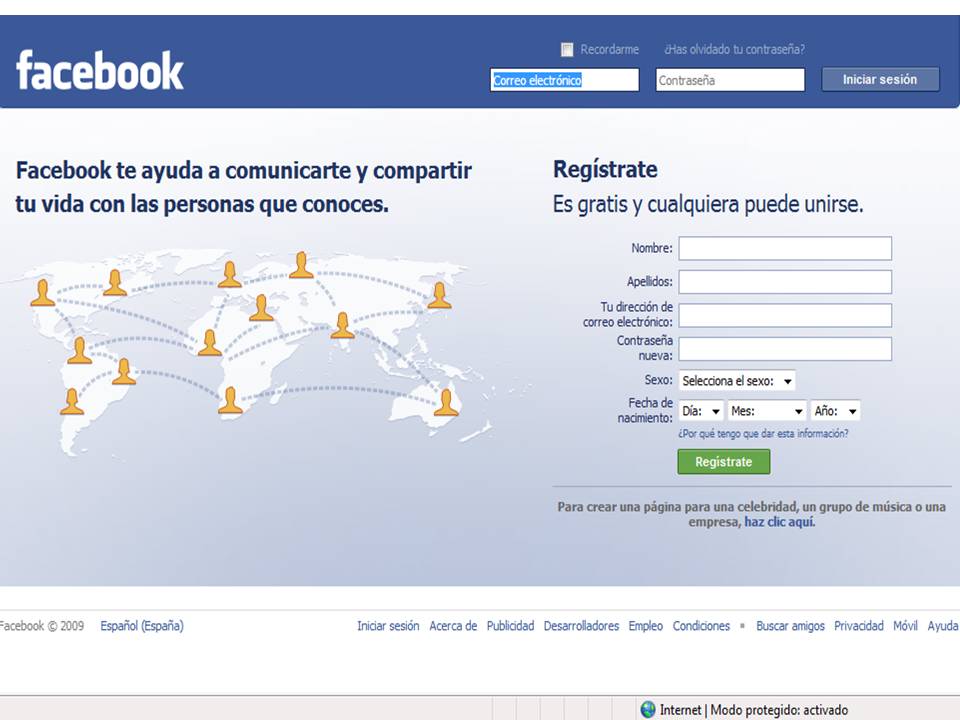 facebook
Recordarme ¿Has olvidado tu contraseña?
Correo electrónico Contraseña Iniciar sesión
Facebook te ayuda a comunicarte y compartir
tu vida con las personas que conoces.
Regístrate
Es gratis y cualquiera puede unirse.
Nombre:
Apellidos:
Tu dirección de
correo electrónico:
Contraseña
nueva:
Sexo: Selecciona el sexo:
Fecha de
nacimiento: Día: Mes: Año:
¿Por qué tengo que dar esta información?
Regístrate
Para crear una página para una celebridad, un grupo de música o una
empresa, haz clic aquí.
Facebook © 2009 Español (España) Iniciar sesión Acerca de Publicidad Desarrolladores Empleo Condiciones ▪ Buscar amigos Privacidad Móvil Ayuda
Internet | Modo protegido: activado